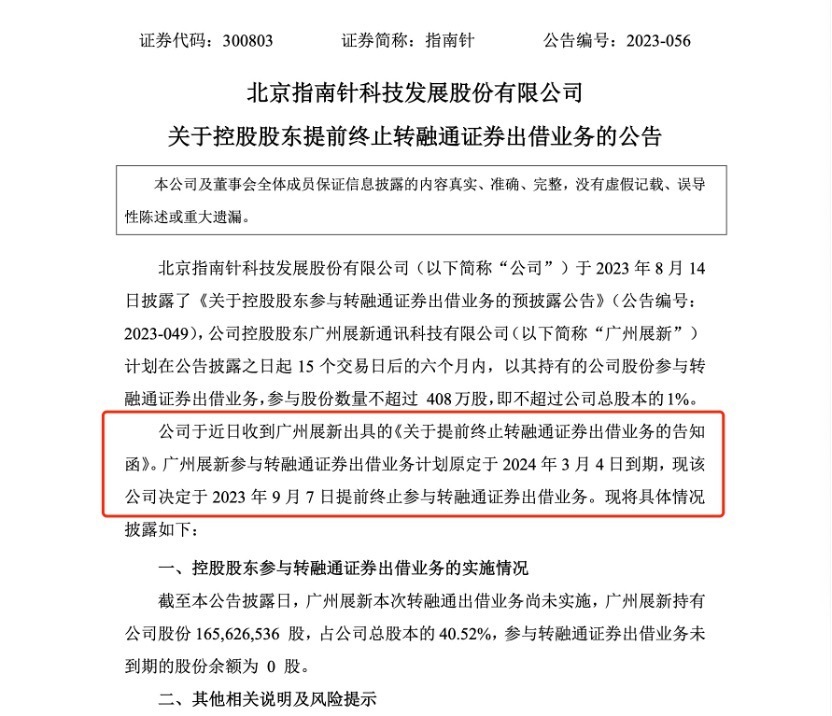 证券代码：300803 证券简称：指南针 公告编号：2023-056
北京指南针科技发展股份有限公司
关于控股股东提前终止转融通证券出借业务的公告
本公司及董事会全体成员保证信息披露的内容真实、准确、完整，没有虚假记载、误导
性陈述或重大遗漏。
北京指南针科技发展股份有限公司（以下简称“公司”）于 2023 年 8 月 14
日披露了《关于控股股东参与转融通证券出借业务的预披露公告》（公告编号：
2023-049），公司控股股东广州展新通讯科技有限公司（以下简称“广州展新”）
计划在公告披露之日起 15 个交易日后的六个月内，以其持有的公司股份参与转
融通证券出借业务，参与股份数量不超过 408 万股，即不超过公司总股本的1%。
公司于近日收到广州展新出具的《关于提前终止转融通证券出借业务的告知
函》。广州展新参与转融通证券出借业务计划原定于 2024 年 3 月 4 日到期，现该
公司决定于 2023 年 9 月 7 日提前终止参与转融通证券出借业务。现将具体情况
披露如下：
一、控股股东参与转融通证券出借业务的实施情况
截至本公告披露日，广州展新本次转融通出借业务尚未实施，广州展新持有
公司股份 165,626,536 股，占公司总股本的 40.52%，参与转融通证券出借业务未
到期的股份余额为 0 股。
二、其他相关说明及风险提示